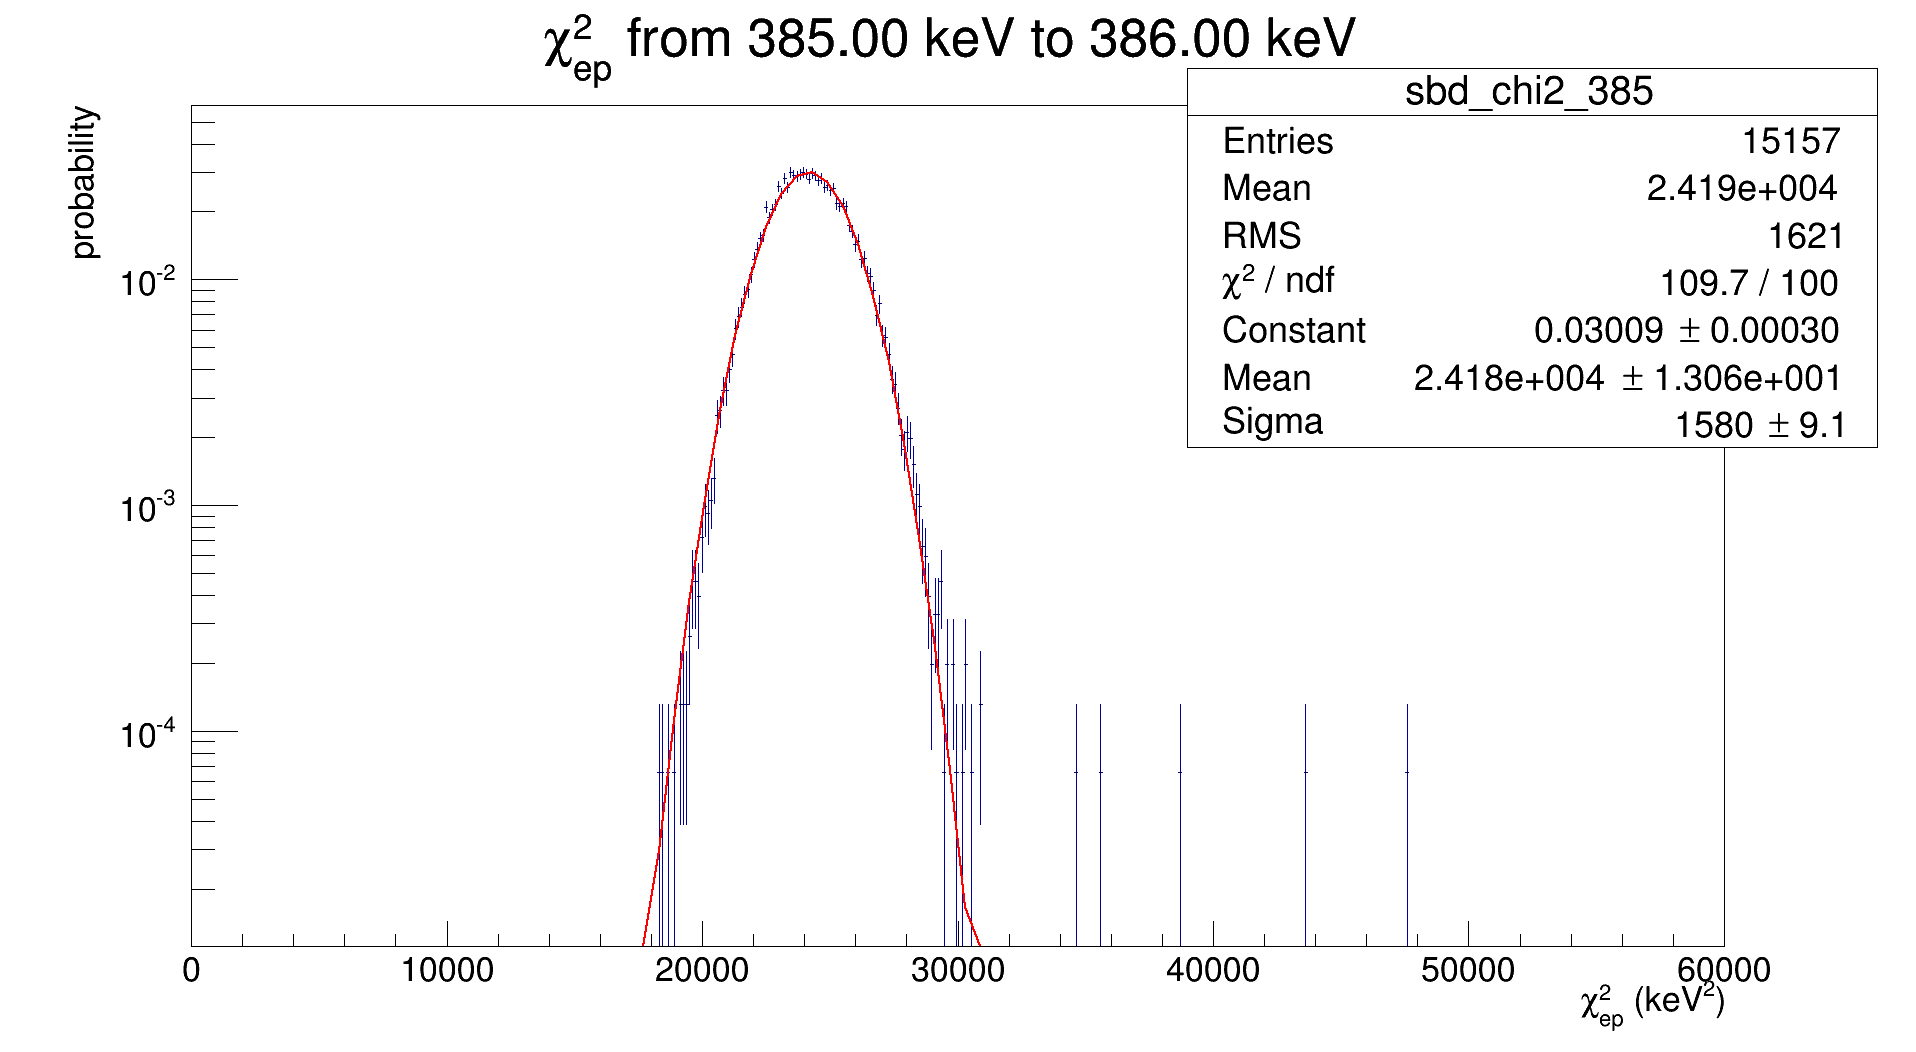 χ²ep from 385.00 keV to 386.00 keV
sbd_chi2_385
Entries 15157
Mean 2.419e+004
RMS 1621
χ² / ndf 109.7 / 100
Constant 0.03009 ± 0.00030
Mean 2.418e+004 ± 1.306e+001
Sigma 1580 ± 9.1
probability
10⁻²
10⁻³
10⁻⁴
0 10000 20000 30000 40000 50000 60000
χ²ep (keV²)